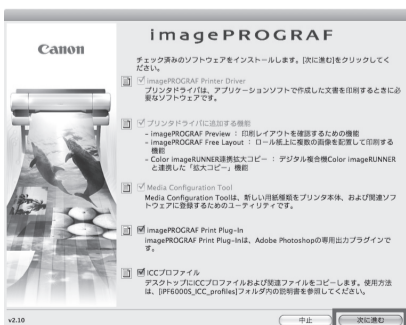 Canon
imagePROGRAF
チェック済みのソフトウェアをインストールします。[次に進む]をクリックしてく
ださい。
imagePROGRAF Printer Driver
プリンタドライバは、アプリケーションソフトで作成した文書を印刷するときに必
要なソフトウェアです。
プリンタドライバに追加する機能
– imagePROGRAF Preview ： 印刷レイアウトを確認するための機能
– imagePROGRAF Free Layout ： ロール紙上に複数の画像を配置して印刷する
機能
– Color imageRUNNER連携拡大コピー ： デジタル複合機Color imageRUNNER
と連携した「拡大コピー」機能
Media Configuration Tool
Media Configuration Toolは、新しい用紙種類をプリンタ本体、および関連ソフ
トウェアに登録するためのユーティリティです。
imagePROGRAF Print Plug-In
imagePROGRAF Print Plug-Inは、Adobe Photoshopの専用出力プラグインで
す。
ICCプロファイル
デスクトップにICCファイルおよび関連ファイルをコピーします。使用方法
は、[iPF6000S_ICC_profiles]フォルダ内の説明書を参照してください。
v2.10
中止
次に進む